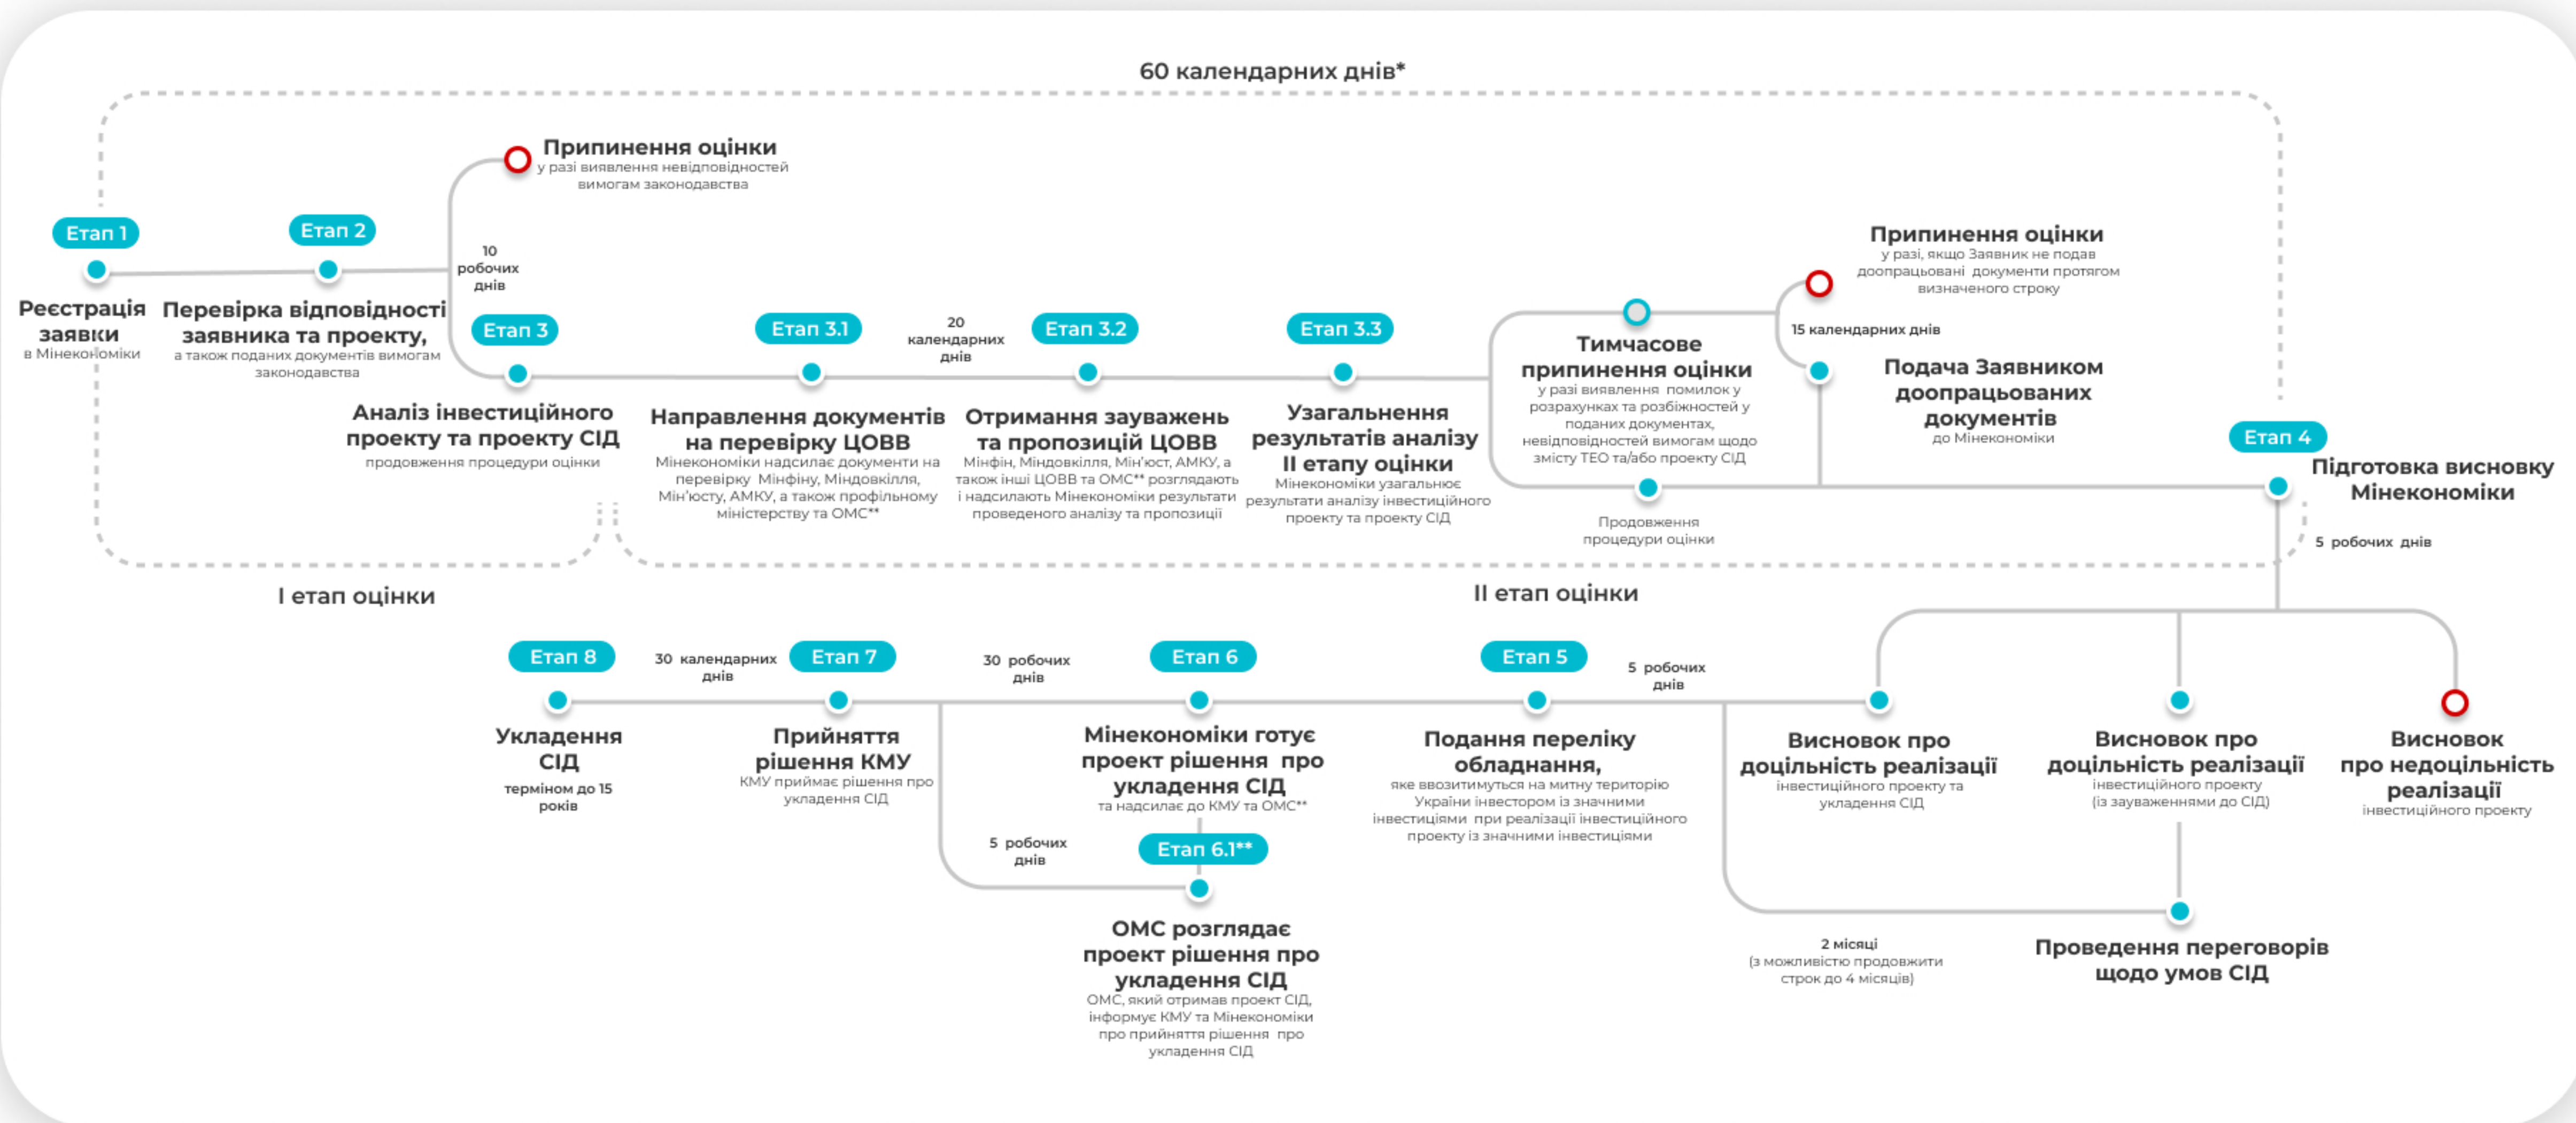 60 календарних днів*
Припинення оцінки
у разі виявлення невідповідностей
вимогам законодавства
Етап 1
Реєстрація
заявки
в Мінекономіки
Етап 2
Перевірка відповідності
заявника та проекту,
а також поданих документів вимогам
законодавства
10
робочих
днів
Етап 3
Аналіз інвестиційного
проекту та проекту СІД
продовження процедури оцінки
Етап 3.1
Направлення документів
на перевірку ЦОВВ
Мінекономіки надсилає документи на
перевірку Мінфіну, Міндовкілля,
Мін'юсту, АМКУ, а також профільному
міністерству та ОМС**
20
календарних
днів
Етап 3.2
Отримання зауважень
та пропозицій ЦОВВ
Мінфін, Міндовкілля, Мін'юст, АМКУ, а
також інші ЦОВВ та ОМС** розглядають
і надсилають Мінекономіки результати
проведеного аналізу та пропозиції
Етап 3.3
Узагальнення
результатів аналізу
ІІ етапу оцінки
Мінекономіки узагальнює
результати аналізу інвестиційного
проекту та проекту СІД
Тимчасове
припинення оцінки
у разі виявлення помилок у
розрахунках та розбіжностей у
поданих документах,
невідповідностей вимогам щодо
змісту ТЕО та/або проекту СІД
Продовження
процедури оцінки
Припинення оцінки
у разі, якщо Заявник не подав
доопрацьовані документи протягом
визначеного строку
15 календарних днів
Подача Заявником
доопрацьованих
документів
до Мінекономіки
Етап 4
Підготовка висновку
Мінекономіки
5 робочих днів
І етап оцінки
ІІ етап оцінки
Етап 8
Укладення
СІД
терміном до 15
років
30 календарних
днів
Етап 7
Прийняття
рішення КМУ
КМУ приймає рішення про
укладення СІД
30 робочих
днів
Етап 6
Мінекономіки готує
проект рішення про
укладення СІД
та надсилає до КМУ та ОМС**
5 робочих
днів
Етап 6.1**
ОМС розглядає
проект рішення про
укладення СІД
ОМС, який отримав проект СІД,
інформує КМУ та Мінекономіки
про прийняття рішення про
укладення СІД
Етап 5
Подання переліку
обладнання,
яке ввозитимуться на митну територію
України інвестором із значними
інвестиціями при реалізації інвестиційного
проекту із значними інвестиціями
5 робочих
днів
Висновок про
доцільність реалізації
інвестиційного проекту та
укладення СІД
Висновок про
доцільність реалізації
інвестиційного проекту
(із зауваженнями до СІД)
Висновок
про недоцільність
реалізації
інвестиційного проекту
2 місяці
(з можливістю продовжити
строк до 4 місяців)
Проведення переговорів
щодо умов СІД